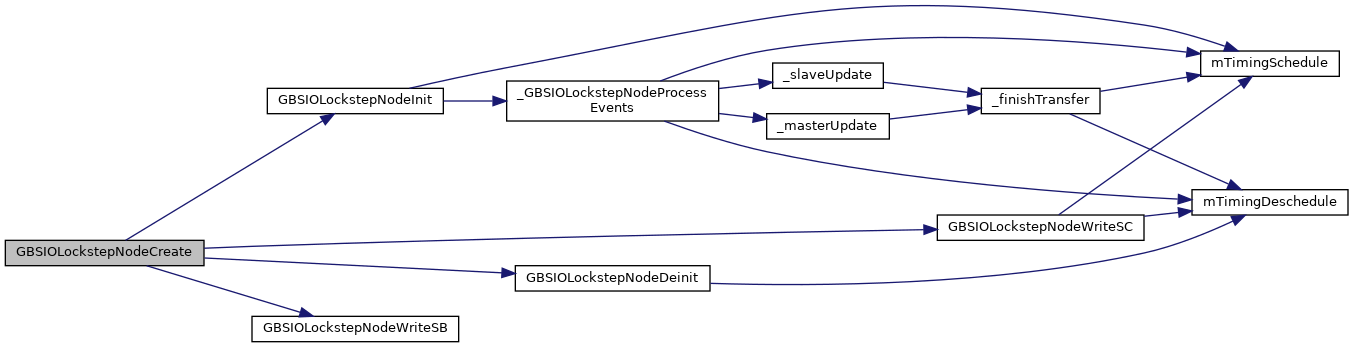 mTimingSchedule
_slaveUpdate
GBSIOLockstepNodeInit
_GBSIOLockstepNodeProcess
Events
_finishTransfer
_masterUpdate
mTimingDeschedule
GBSIOLockstepNodeWriteSC
GBSIOLockstepNodeCreate
GBSIOLockstepNodeDeinit
GBSIOLockstepNodeWriteSB